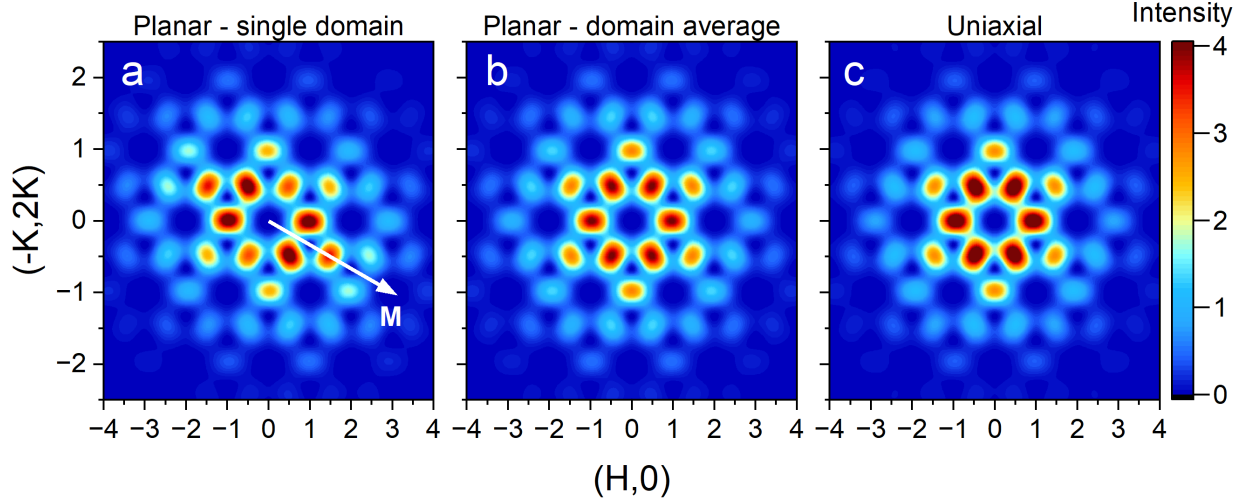 Planar - single domain
Planar - domain average
Uniaxial
Intensity
a
b
c
M
2
1
0
−1
−2
(-K,2K)
−4 −3 −2 −1 0 1 2 3 4
−4 −3 −2 −1 0 1 2 3 4
−4 −3 −2 −1 0 1 2 3 4
(H,0)
4
3
2
1
0